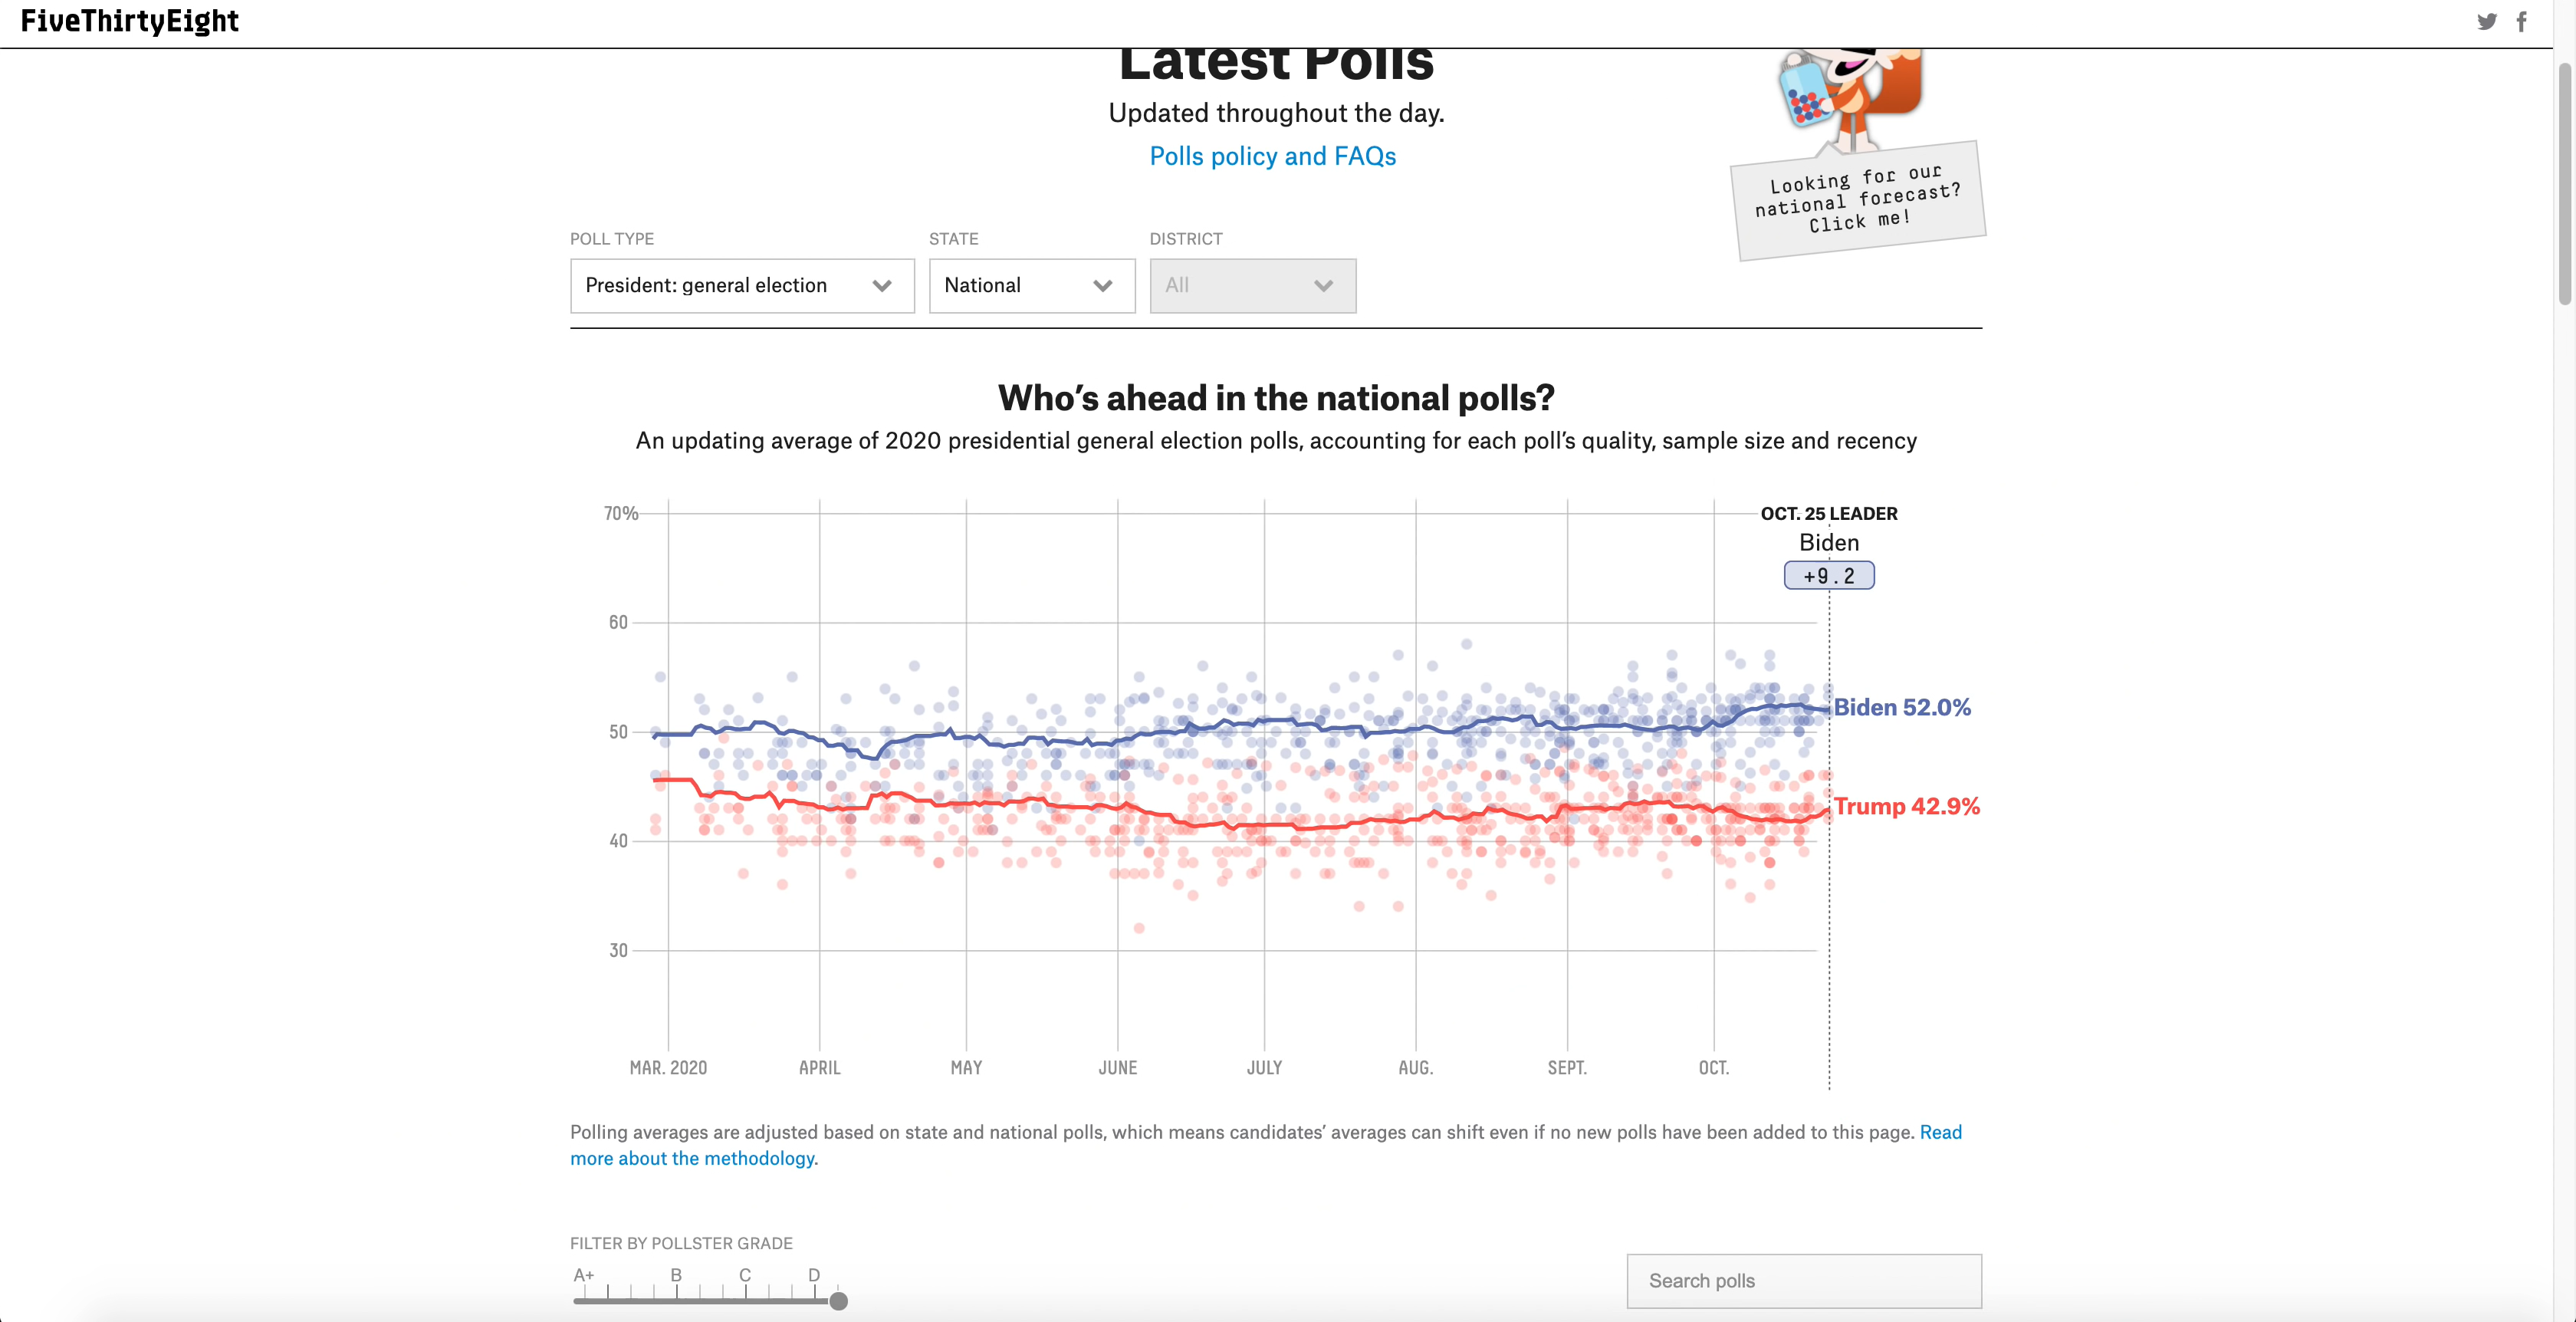 FiveThirtyEight
Latest Polls
Updated throughout the day.
Polls policy and FAQs
Looking for our
national forecast?
Click me!
POLL TYPE
STATE
DISTRICT
President: general election
National
All
Who’s ahead in the national polls?
An updating average of 2020 presidential general election polls, accounting for each poll’s quality, sample size and recency
70%
OCT. 25 LEADER
Biden
+9.2
60
Biden 52.0%
50
Trump 42.9%
40
30
MAR. 2020
APRIL
MAY
JUNE
JULY
AUG.
SEPT.
OCT.
Polling averages are adjusted based on state and national polls, which means candidates’ averages can shift even if no new polls have been added to this page. Read
more about the methodology.
FILTER BY POLLSTER GRADE
A+
B
C
D
Search polls